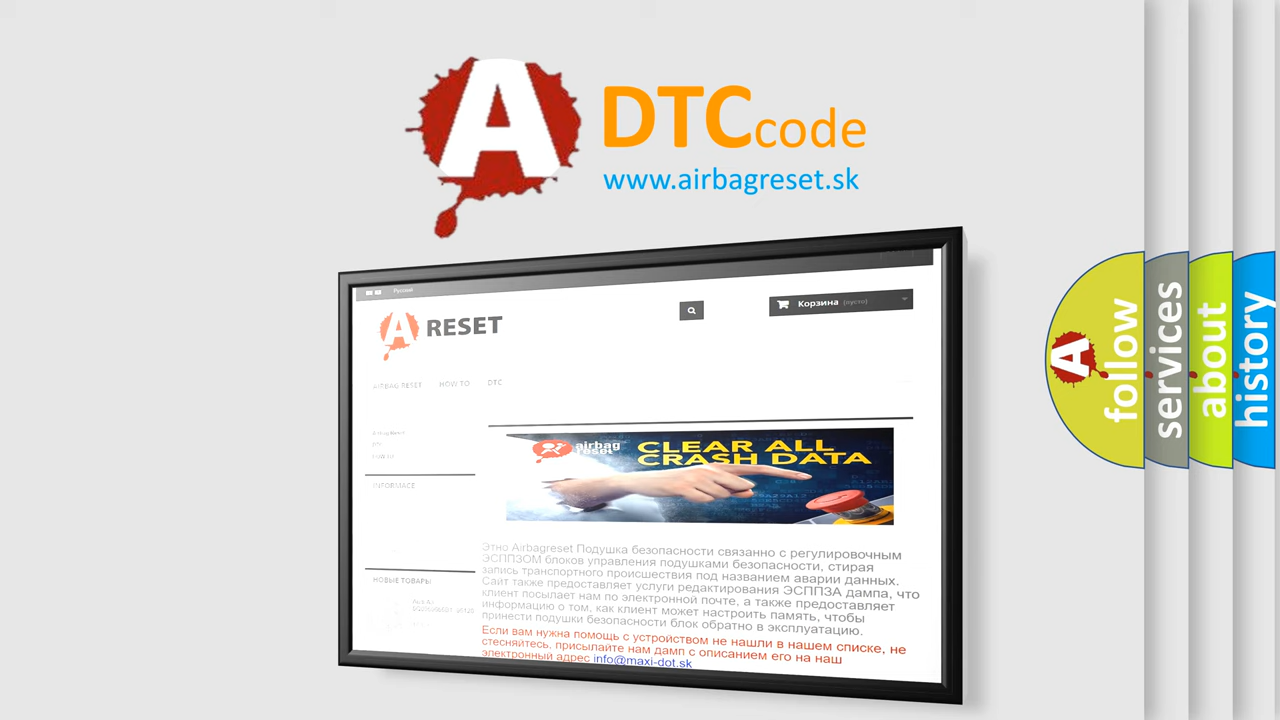 A
DTCcode
www.airbagreset.sk
Русский
A RESET
Корзина (пусто)
AIRBAG RESET HOW TO DTC
INFORMACE
airbag
reset
CLEAR ALL
CRASH DATA
НОВЫЕ ТОВАРЫ
Этно Airbagreset Подушка безопасности связанно с регулировочным
ЭСППЗОМ блоков управления подушками безопасности, стирая
запись транспортного происшествия под названием аварии данных.
Сайт также предоставляет услуги редактирования ЭСППЗА дампа, что
клиент посылает нам по электронной почте, а также предоставляет
информацию о том, как клиент может настроить память, чтобы
принести подушки безопасности блок обратно в эксплуатацию.
Если вам нужна помощь с устройством не нашли в нашем списке, не
стесняйтесь, присылайте нам дамп с описанием его на наш
электронный адрес info@maxi-dot.sk
A
follow
services
about
history